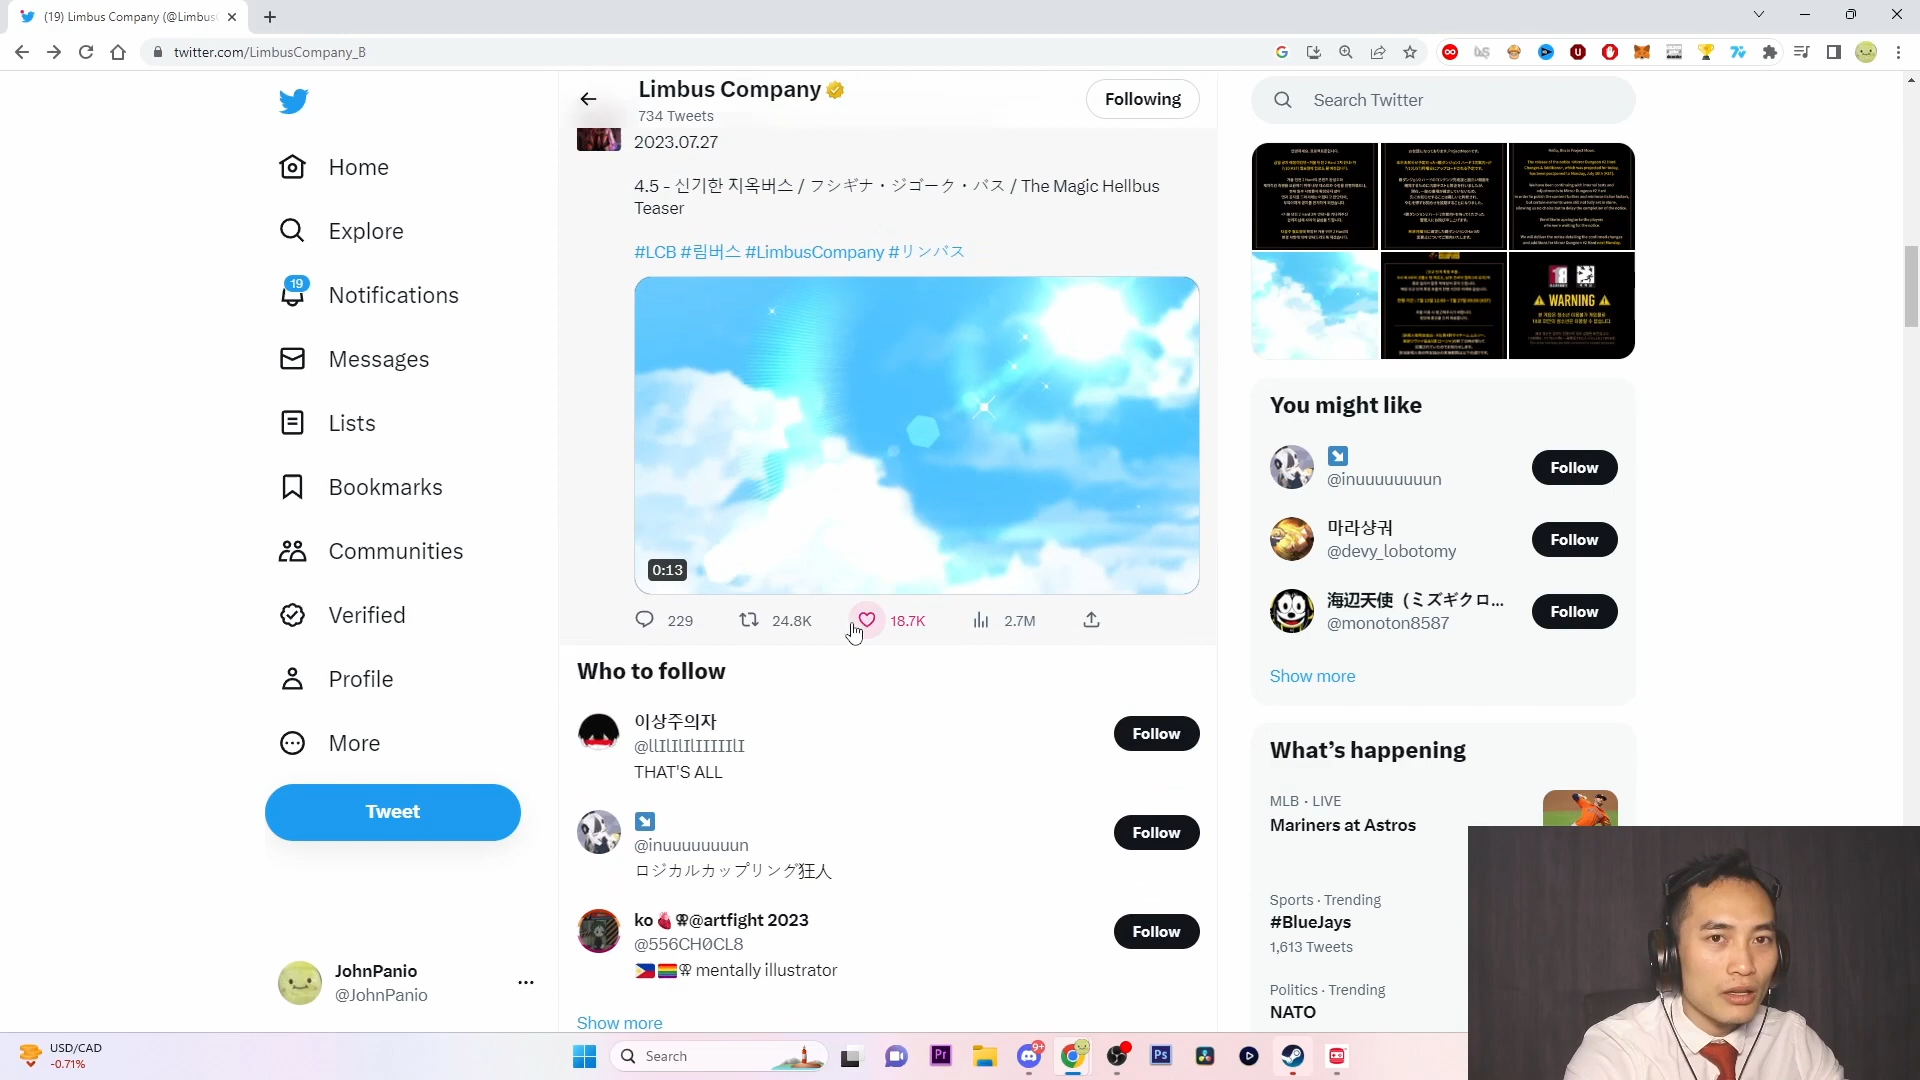 (19) Limbus Company (@Limbus
twitter.com/LimbusCompany_B
Home
Explore
19
Notifications
Messages
Lists
Bookmarks
Communities
Verified
Profile
More
Tweet
JohnPanio
@JohnPanio
Limbus Company
734 Tweets
Following
2023.07.27
4.5 - 신기한 지옥버스 / フシギナ・ジゴーク・バス / The Magic Hellbus
Teaser
#LCB #림버스 #LimbusCompany #リンバス
0:13
229
24.8K
18.7K
2.7M
Who to follow
이상주의자
@llIlIlIlIIIIIlI
THAT'S ALL
Follow
@inuuuuuuuun
ロジカルカップリング狂人
Follow
ko @artfight 2023
@556CH0CL8
mentally illustrator
Follow
Show more
Search Twitter
WARNING
You might like
@inuuuuuuuun
Follow
마라샹궈
@devy_lobotomy
Follow
海辺天使（ミズギクロ...
@monoton8587
Follow
Show more
What's happening
MLB · LIVE
Mariners at Astros
Sports · Trending
#BlueJays
1,613 Tweets
Politics · Trending
NATO
USD/CAD
-0.71%
Search
9+
Pr
Ps